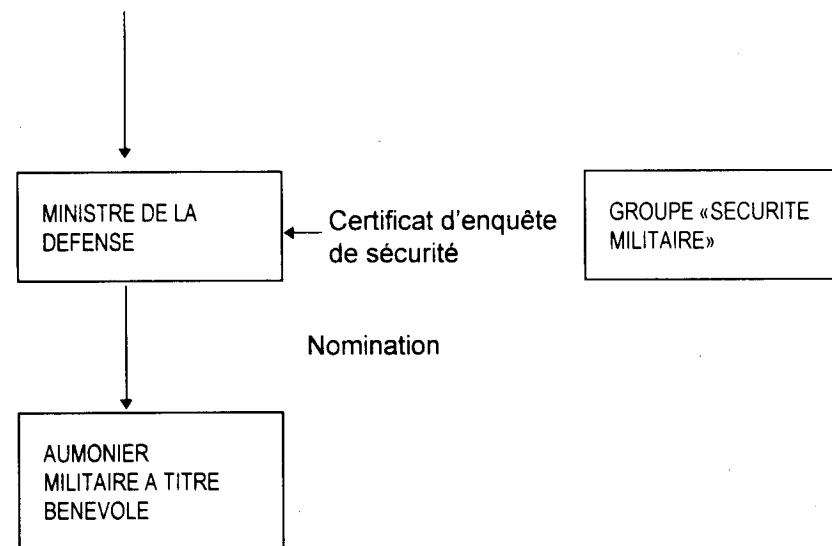 MINISTRE DE LA
DEFENSE
Certificat d'enquête
de sécurité
GROUPE «SECURITE
MILITAIRE»
Nomination
AUMONIER
MILITAIRE A TITRE
BENEVOLE